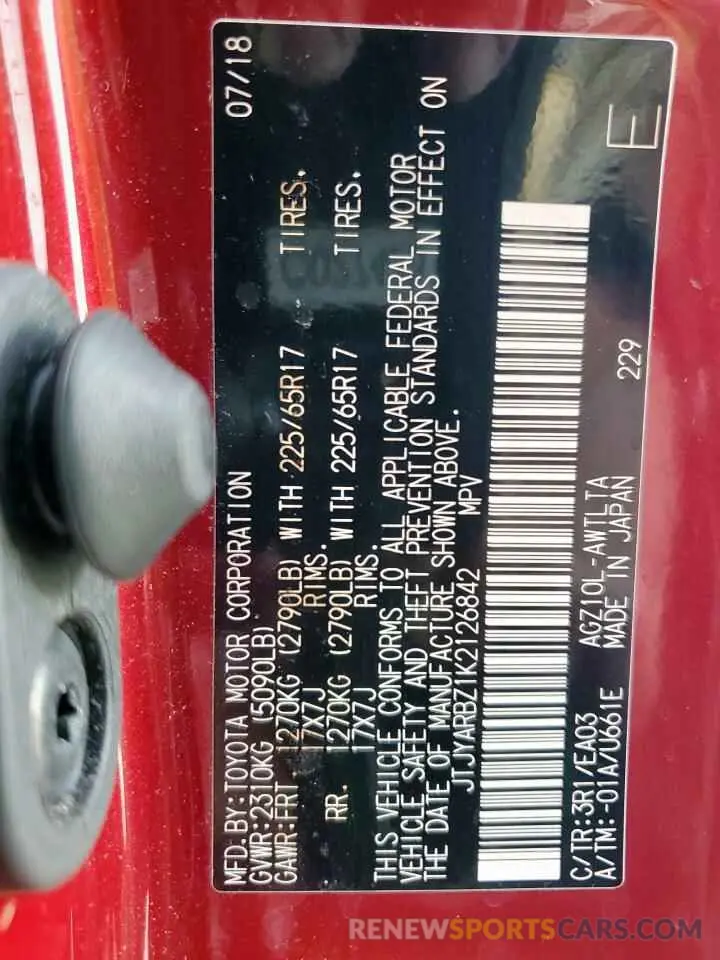 MFD.BY:TOYOTA MOTOR CORPORATION 07/18
GVWR:2310KG (5090LB)
GAWR:FRT 1270KG (2790LB) WITH 225/65R17 TIRES.
17X7J RIMS.
RR. 1270KG (2790LB) WITH 225/65R17 TIRES.
17X7J RIMS.
THIS VEHICLE CONFORMS TO ALL APPLICABLE FEDERAL MOTOR
VEHICLE SAFETY AND THEFT PREVENTION STANDARDS IN EFFECT ON
THE DATE OF MANUFACTURE SHOWN ABOVE.
JTJYARBZ1K2126842 MPV
C/TR:3R1/EA03 AGZ10L-AWTLTA
A/TM:-01A/U661E MADE IN JAPAN 229
E
RENEWSPORTSCARS.COM